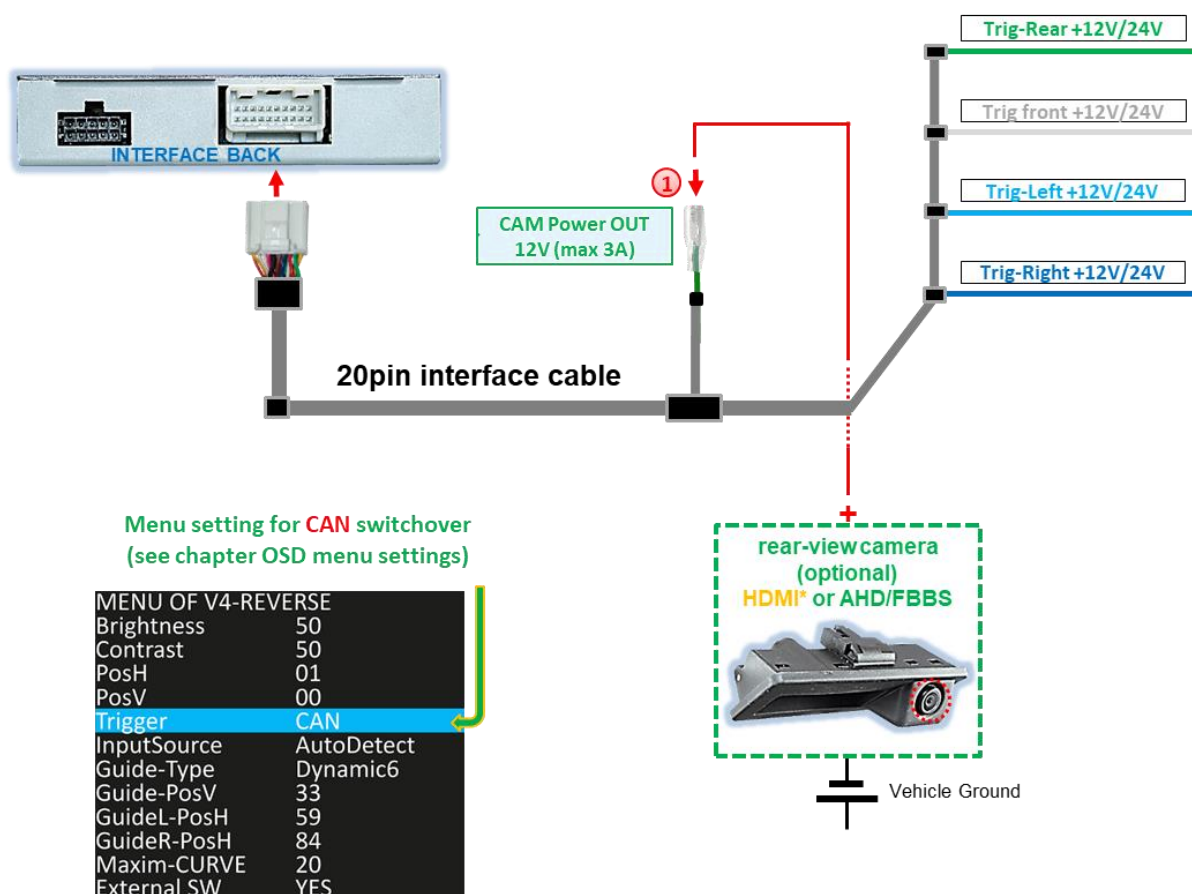 Trig-Rear +12V/24V
Trig front +12V/24V
INTERFACE BACK
1
Trig-Left +12V/24V
CAM Power OUT
12V (max 3A)
Trig-Right +12V/24V
20pin interface cable
Menu setting for CAN switchover
(see chapter OSD menu settings)
+
rear-view camera
(optional)
HDMI* or AHD/FBBS
MENU OF V4-REVERSE
Brightness 50
Contrast 50
PosH 01
PosV 00
Trigger CAN
InputSource AutoDetect
Guide-Type Dynamic6
Guide-PosV 33
GuideL-PosH 59
GuideR-PosH 84
Maxim-CURVE 20
External SW YES
Vehicle Ground